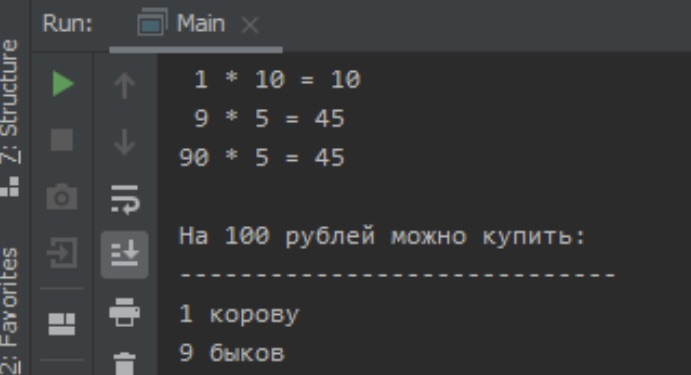 Run: Main
7: Structure
2: Favorites
1 * 10 = 10
9 * 5 = 45
90 * 5 = 45
На 100 рублей можно купить:
-----------------------------
1 корову
9 быков